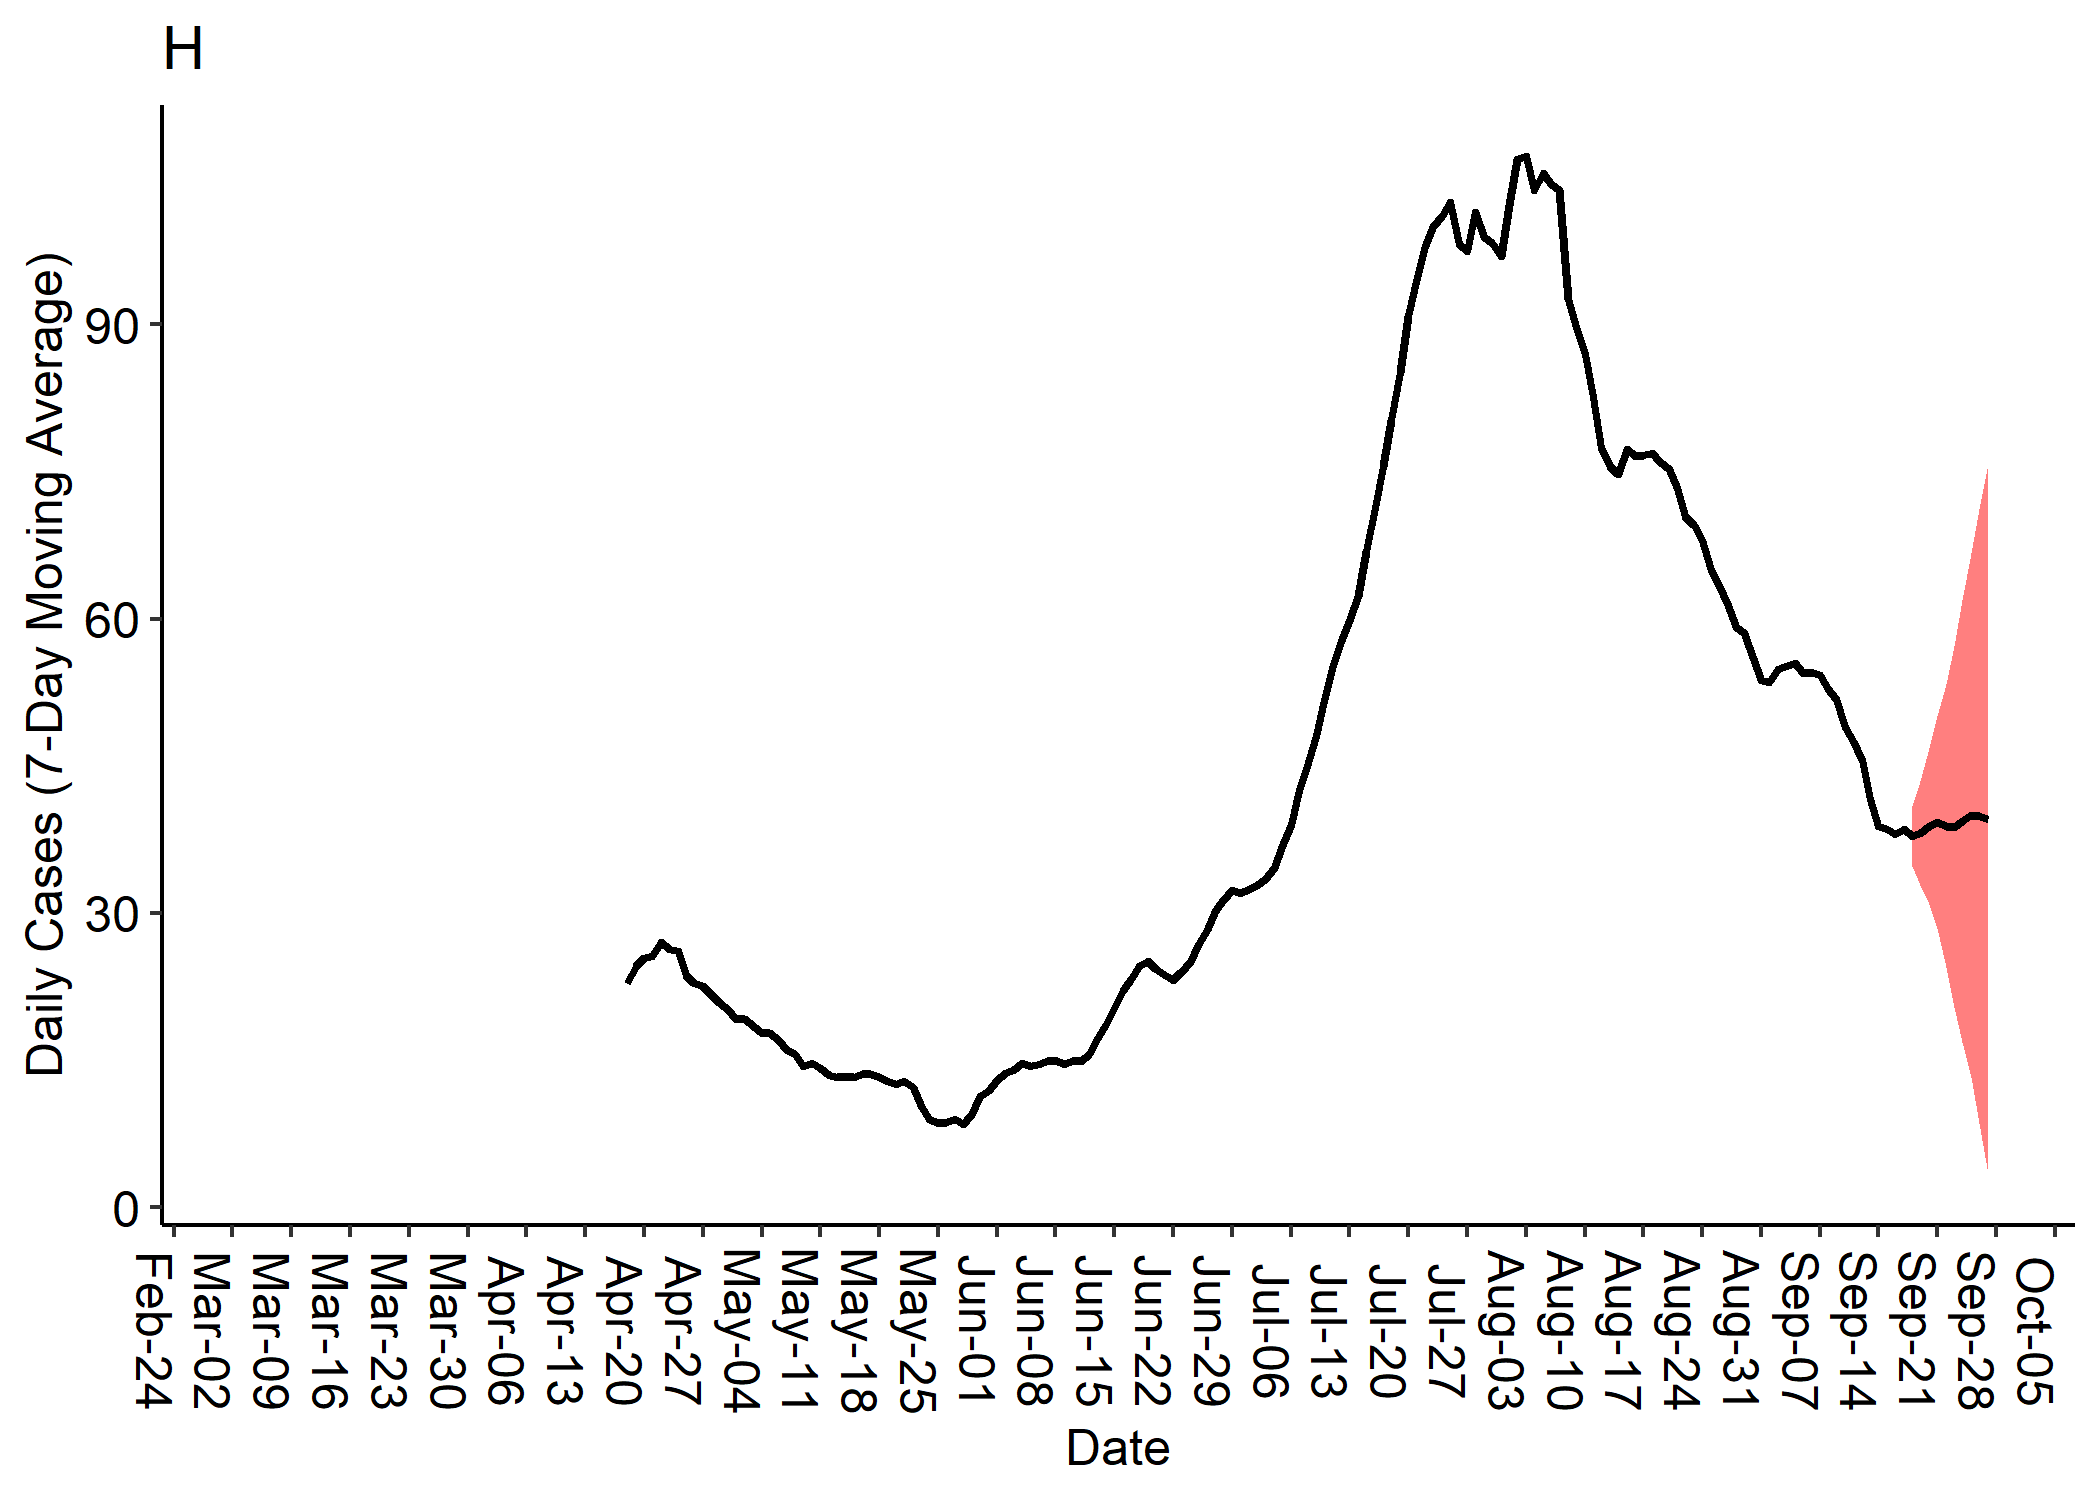 H
Daily Cases (7-Day Moving Average)
90
60
30
0
Feb-24
Mar-02
Mar-09
Mar-16
Mar-23
Mar-30
Apr-06
Apr-13
Apr-20
Apr-27
May-04
May-11
May-18
May-25
Jun-01
Jun-08
Jun-15
Jun-22
Jun-29
Jul-06
Jul-13
Jul-20
Jul-27
Aug-03
Aug-10
Aug-17
Aug-24
Aug-31
Sep-07
Sep-14
Sep-21
Sep-28
Oct-05
Date